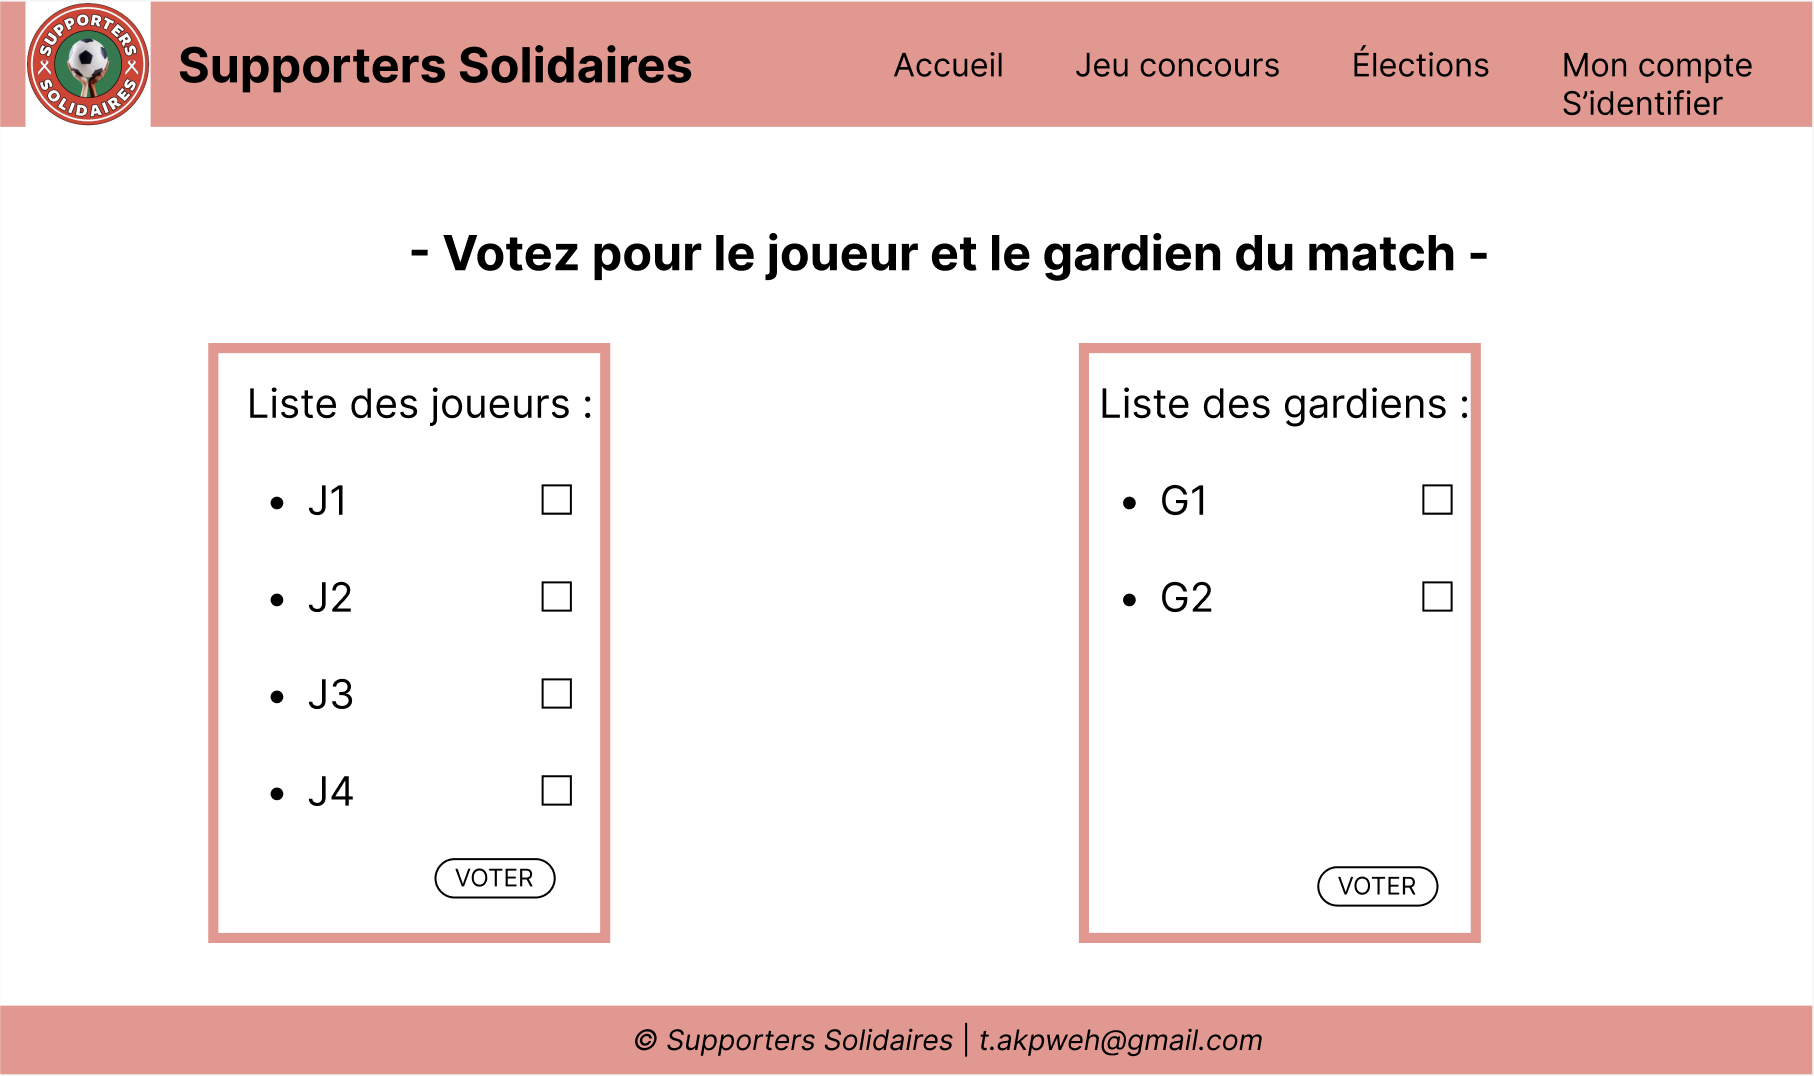 SUPPORTERS
SOLIDAIRES
Supporters Solidaires
Accueil
Jeu concours
Élections
Mon compte
S’identifier
- Votez pour le joueur et le gardien du match -
Liste des joueurs :
• J1
• J2
• J3
• J4
VOTER
Liste des gardiens :
• G1
• G2
VOTER
© Supporters Solidaires | t.akpweh@gmail.com